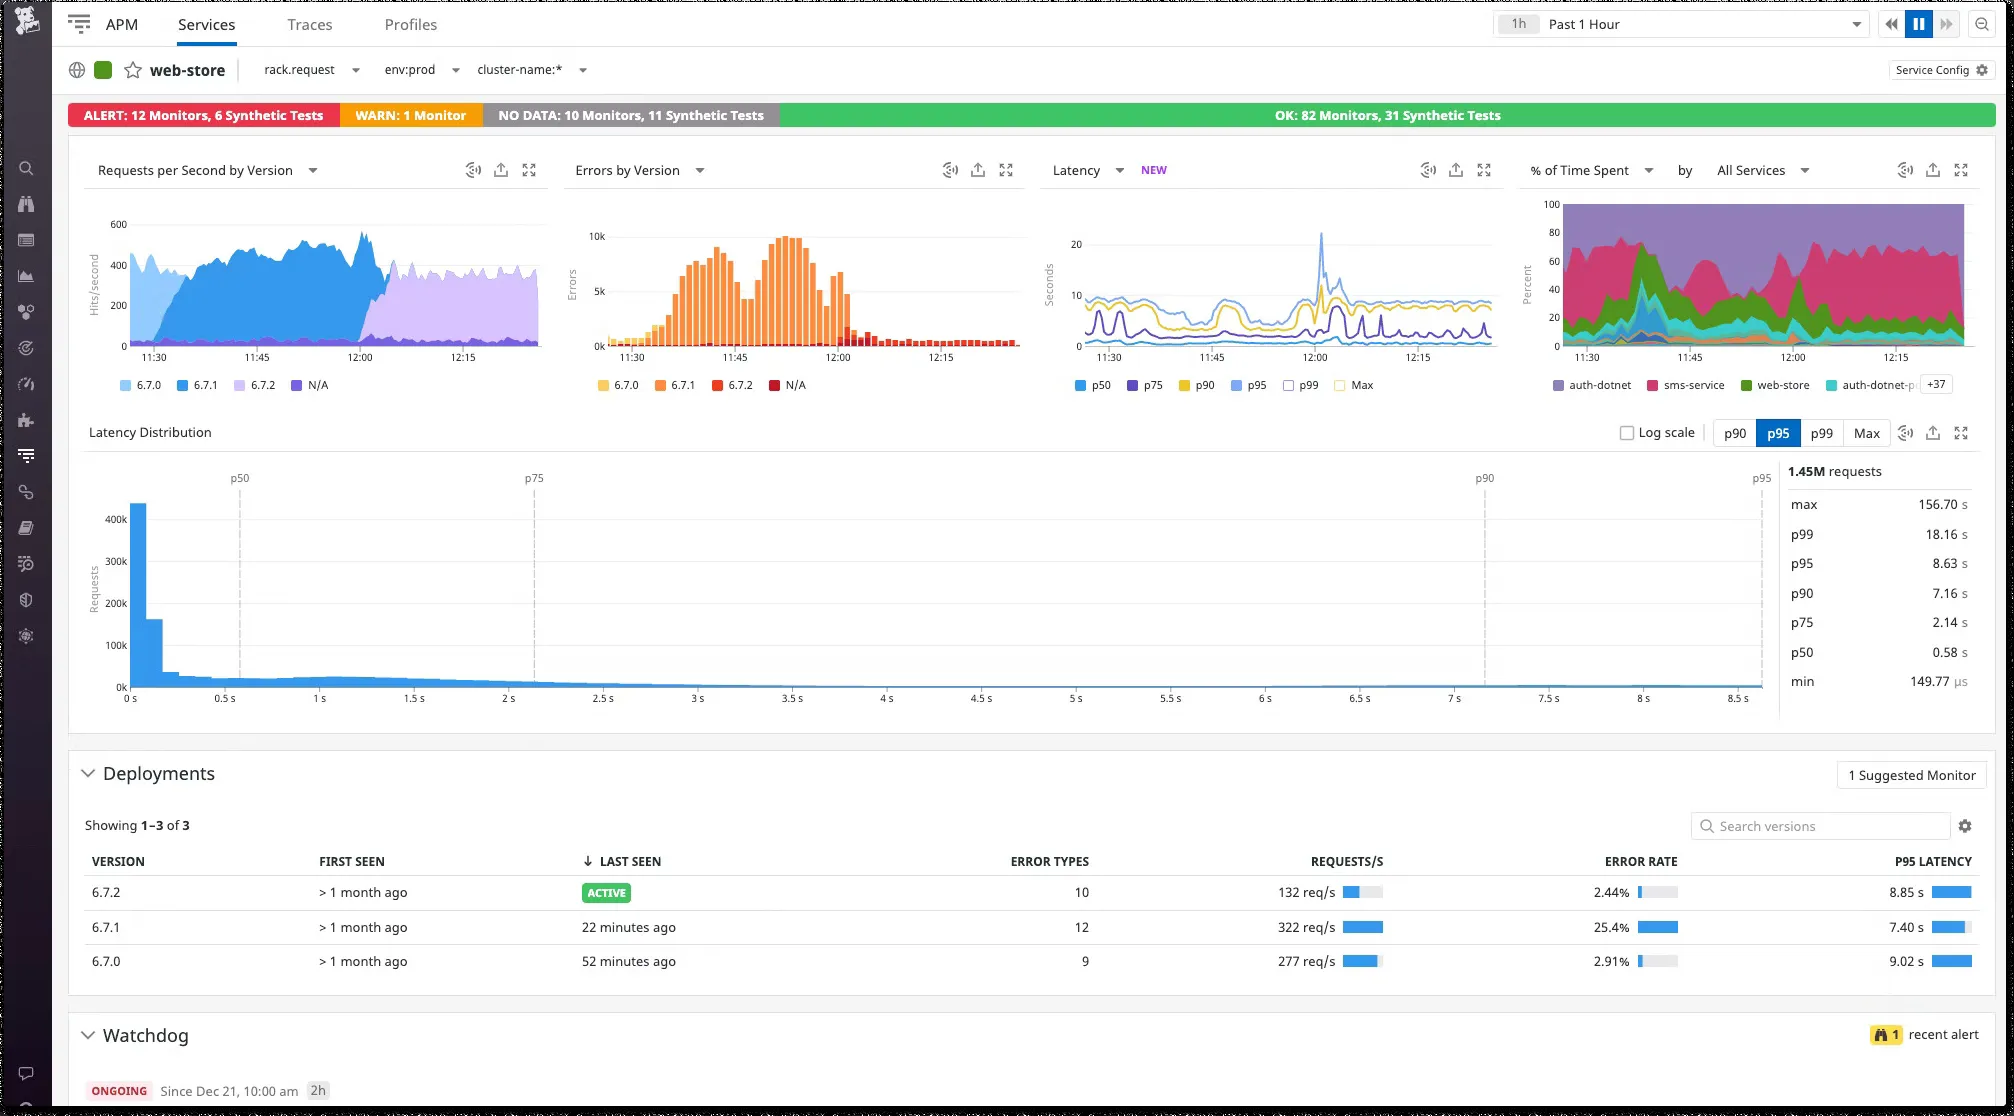 APM Services Traces Profiles 1h Past 1 Hour
web-store rack.request env:prod cluster-name:* Service Config
ALERT: 12 Monitors, 6 Synthetic Tests WARN: 1 Monitor NO DATA: 10 Monitors, 11 Synthetic Tests OK: 82 Monitors, 31 Synthetic Tests
Requests per Second by Version
Hits/second
600
400
200
0
11:30 11:45 12:00 12:15
6.7.0 6.7.1 6.7.2 N/A
Errors by Version
Errors
10k
5k
0k
11:30 11:45 12:00 12:15
6.7.0 6.7.1 6.7.2 N/A
Latency NEW
Seconds
20
10
0
11:30 11:45 12:00 12:15
p50 p75 p90 p95 p99 Max
% of Time Spent by All Services
Percent
100
80
60
40
20
0
11:30 11:45 12:00 12:15
auth-dotnet sms-service web-store auth-dotnet-p +37
Latency Distribution Log scale p90 p95 p99 Max
p50 p75 p90 p95
Requests
400k
300k
200k
100k
0k
0 s 0.5 s 1 s 1.5 s 2 s 2.5 s 3 s 3.5 s 4 s 4.5 s 5 s 5.5 s 6 s 6.5 s 7 s 7.5 s 8 s 8.5 s
1.45M requests
max 156.70 s
p99 18.16 s
p95 8.63 s
p90 7.16 s
p75 2.14 s
p50 0.58 s
min 149.77 µs
Deployments 1 Suggested Monitor
Showing 1–3 of 3 Search versions
VERSION FIRST SEEN ↓ LAST SEEN ERROR TYPES REQUESTS/S ERROR RATE P95 LATENCY
6.7.2 > 1 month ago ACTIVE 10 132 req/s 2.44% 8.85 s
6.7.1 > 1 month ago 22 minutes ago 12 322 req/s 25.4% 7.40 s
6.7.0 > 1 month ago 52 minutes ago 9 277 req/s 2.91% 9.02 s
Watchdog 1 recent alert
ONGOING Since Dec 21, 10:00 am 2h